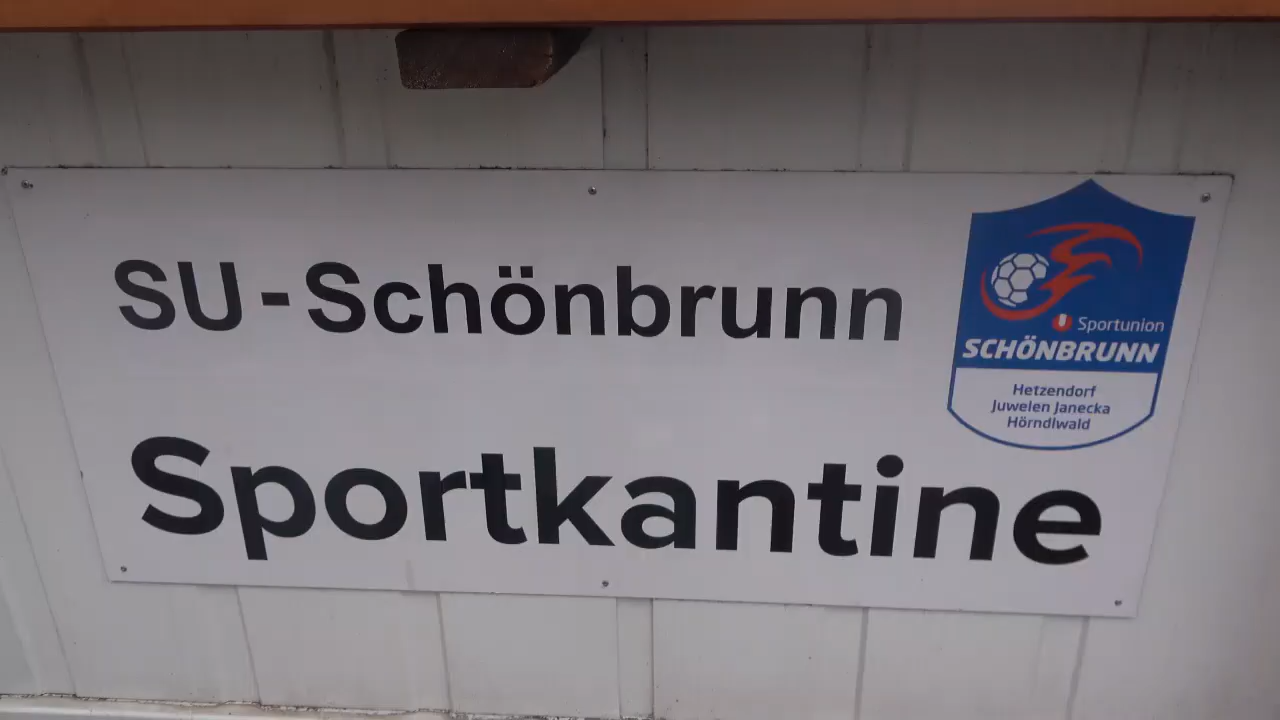 SU - Schönbrunn
Sportkantine
Sportunion
SCHÖNBRUNN
Hetzendorf
Juwelen Janecka
Hörndlwald